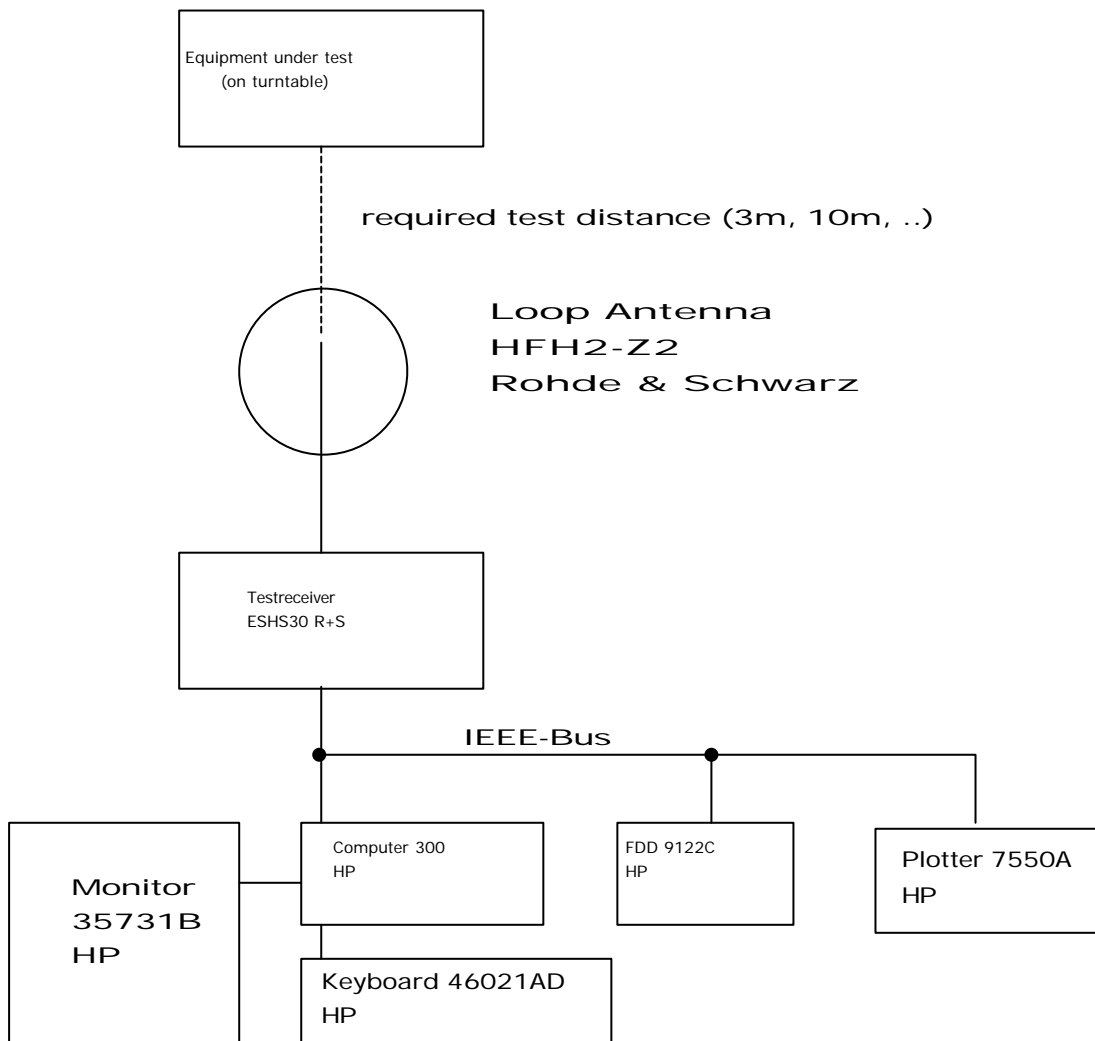 Equipment under test
(on turntable)
required test distance (3m, 10m, ..)
Loop Antenna
HFH2-Z2
Rohde & Schwarz
Testreceiver
ESHS30 R+S
IEEE-Bus
Monitor
35731B
HP
Computer 300
HP
FDD 9122C
HP
Plotter 7550A
HP
Keyboard 46021AD
HP